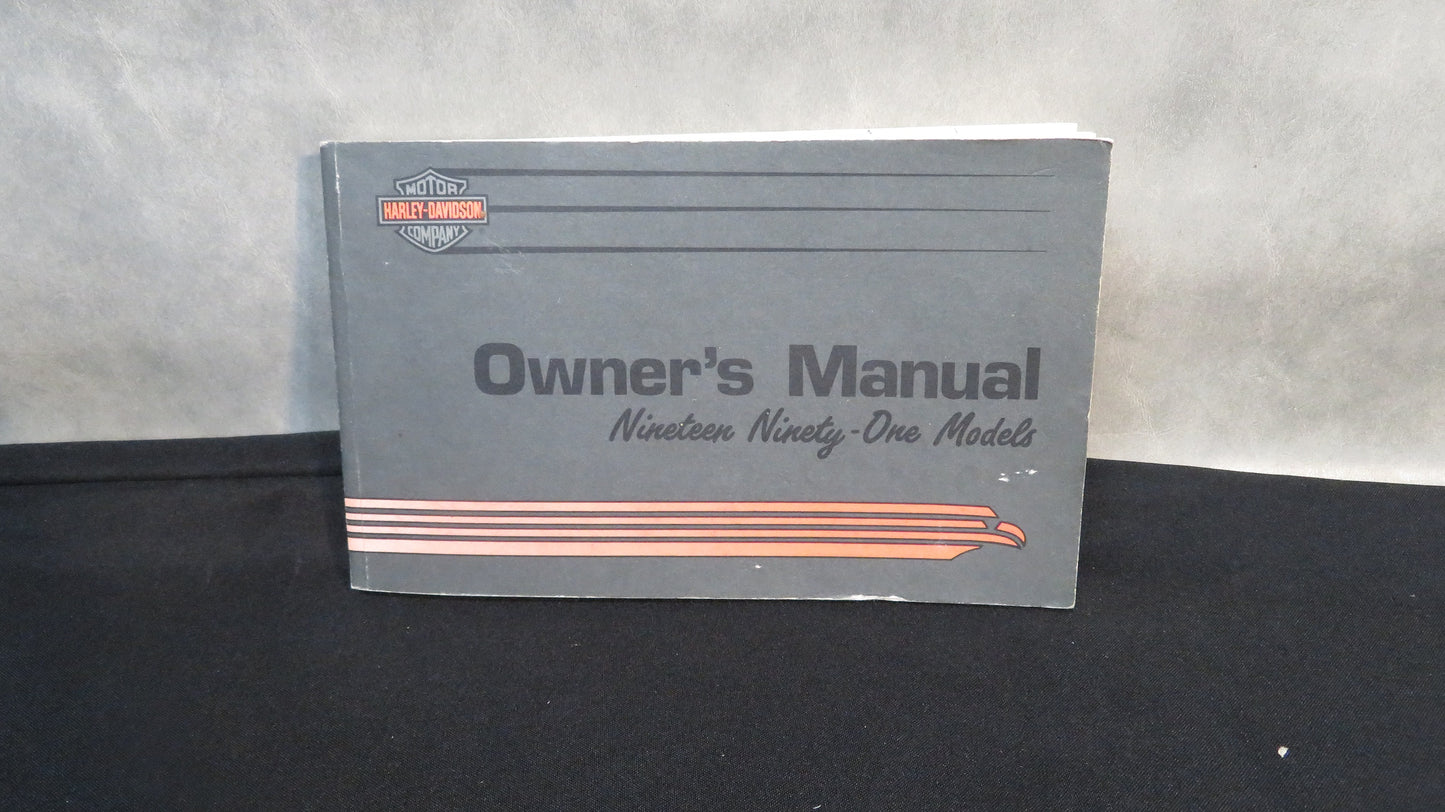 MOTOR
HARLEY-DAVIDSON®
COMPANY
Owner's Manual
Nineteen Ninety-One Models